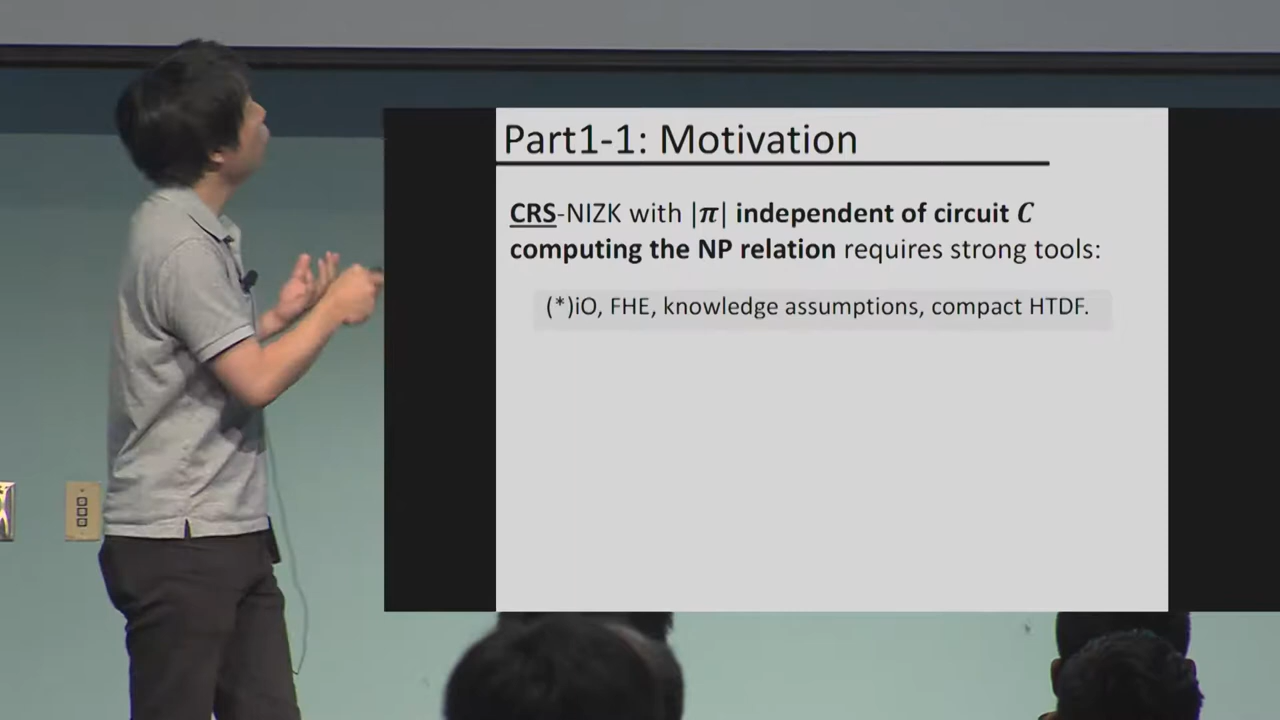 Part1-1: Motivation
CRS-NIZK with |π| independent of circuit C
computing the NP relation requires strong tools:
(*)iO, FHE, knowledge assumptions, compact HTDF.